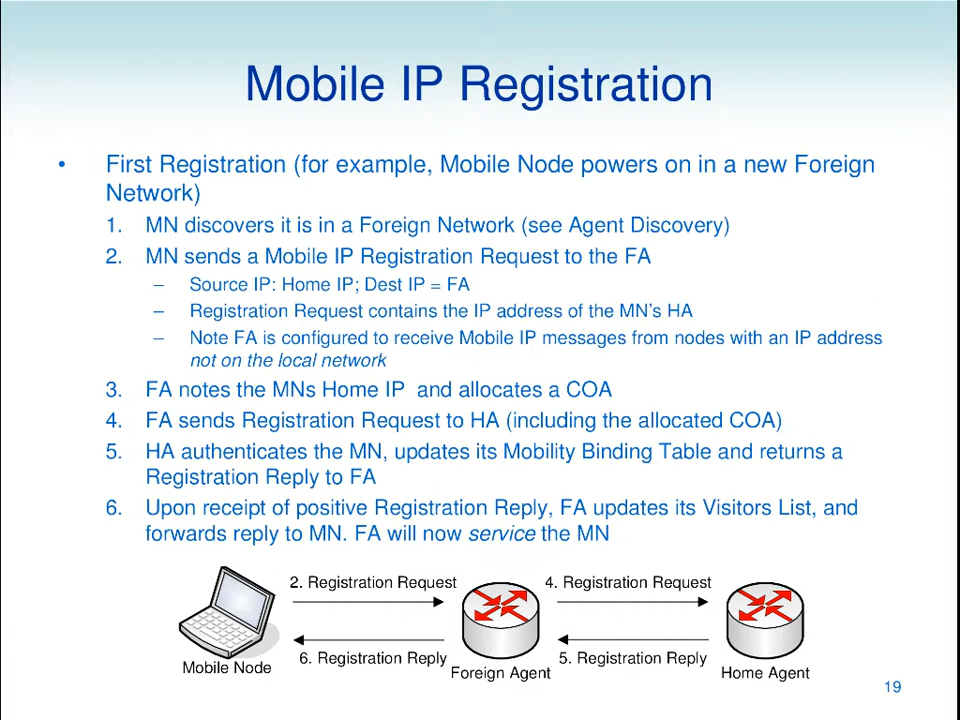 Mobile IP Registration
• First Registration (for example, Mobile Node powers on in a new Foreign
Network)
1. MN discovers it is in a Foreign Network (see Agent Discovery)
2. MN sends a Mobile IP Registration Request to the FA
– Source IP: Home IP; Dest IP = FA
– Registration Request contains the IP address of the MN's HA
– Note FA is configured to receive Mobile IP messages from nodes with an IP address
not on the local network
3. FA notes the MNs Home IP and allocates a COA
4. FA sends Registration Request to HA (including the allocated COA)
5. HA authenticates the MN, updates its Mobility Binding Table and returns a
Registration Reply to FA
6. Upon receipt of positive Registration Reply, FA updates its Visitors List, and
forwards reply to MN. FA will now service the MN
2. Registration Request
4. Registration Request
6. Registration Reply
5. Registration Reply
Mobile Node
Foreign Agent
Home Agent
19